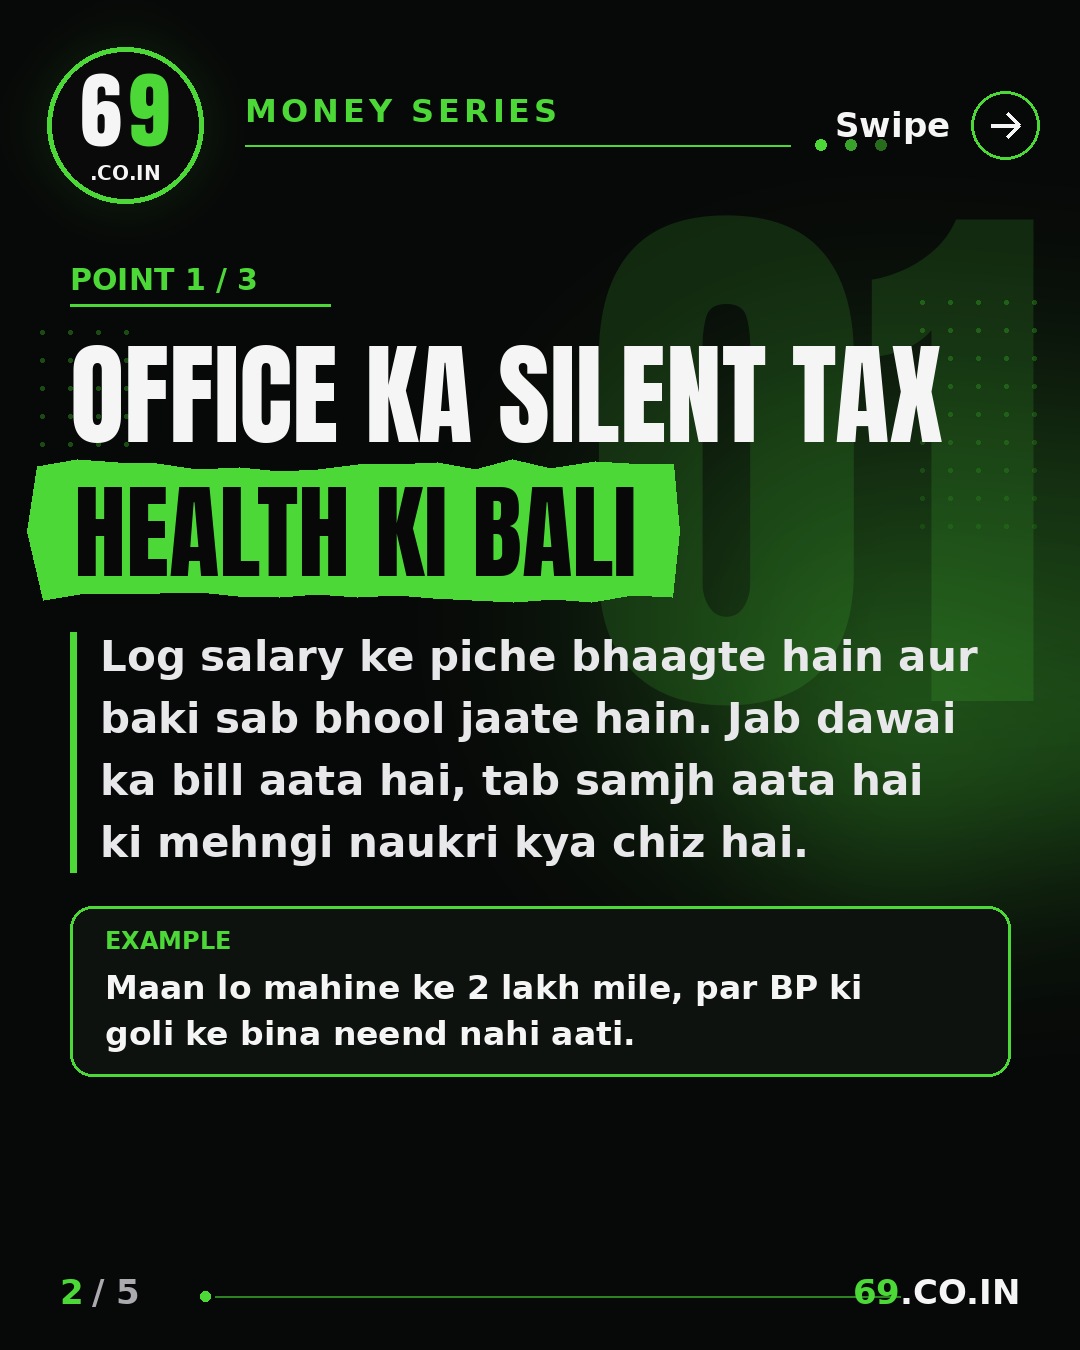 69
.CO.IN
MONEY SERIES
Swipe
01
POINT 1 / 3
OFFICE KA SILENT TAX
HEALTH KI BALI
Log salary ke piche bhaagte hain aur
baki sab bhool jaate hain. Jab dawai
ka bill aata hai, tab samjh aata hai
ki mehngi naukri kya chiz hai.
EXAMPLE
Maan lo mahine ke 2 lakh mile, par BP ki
goli ke bina neend nahi aati.
2 / 5
69.CO.IN